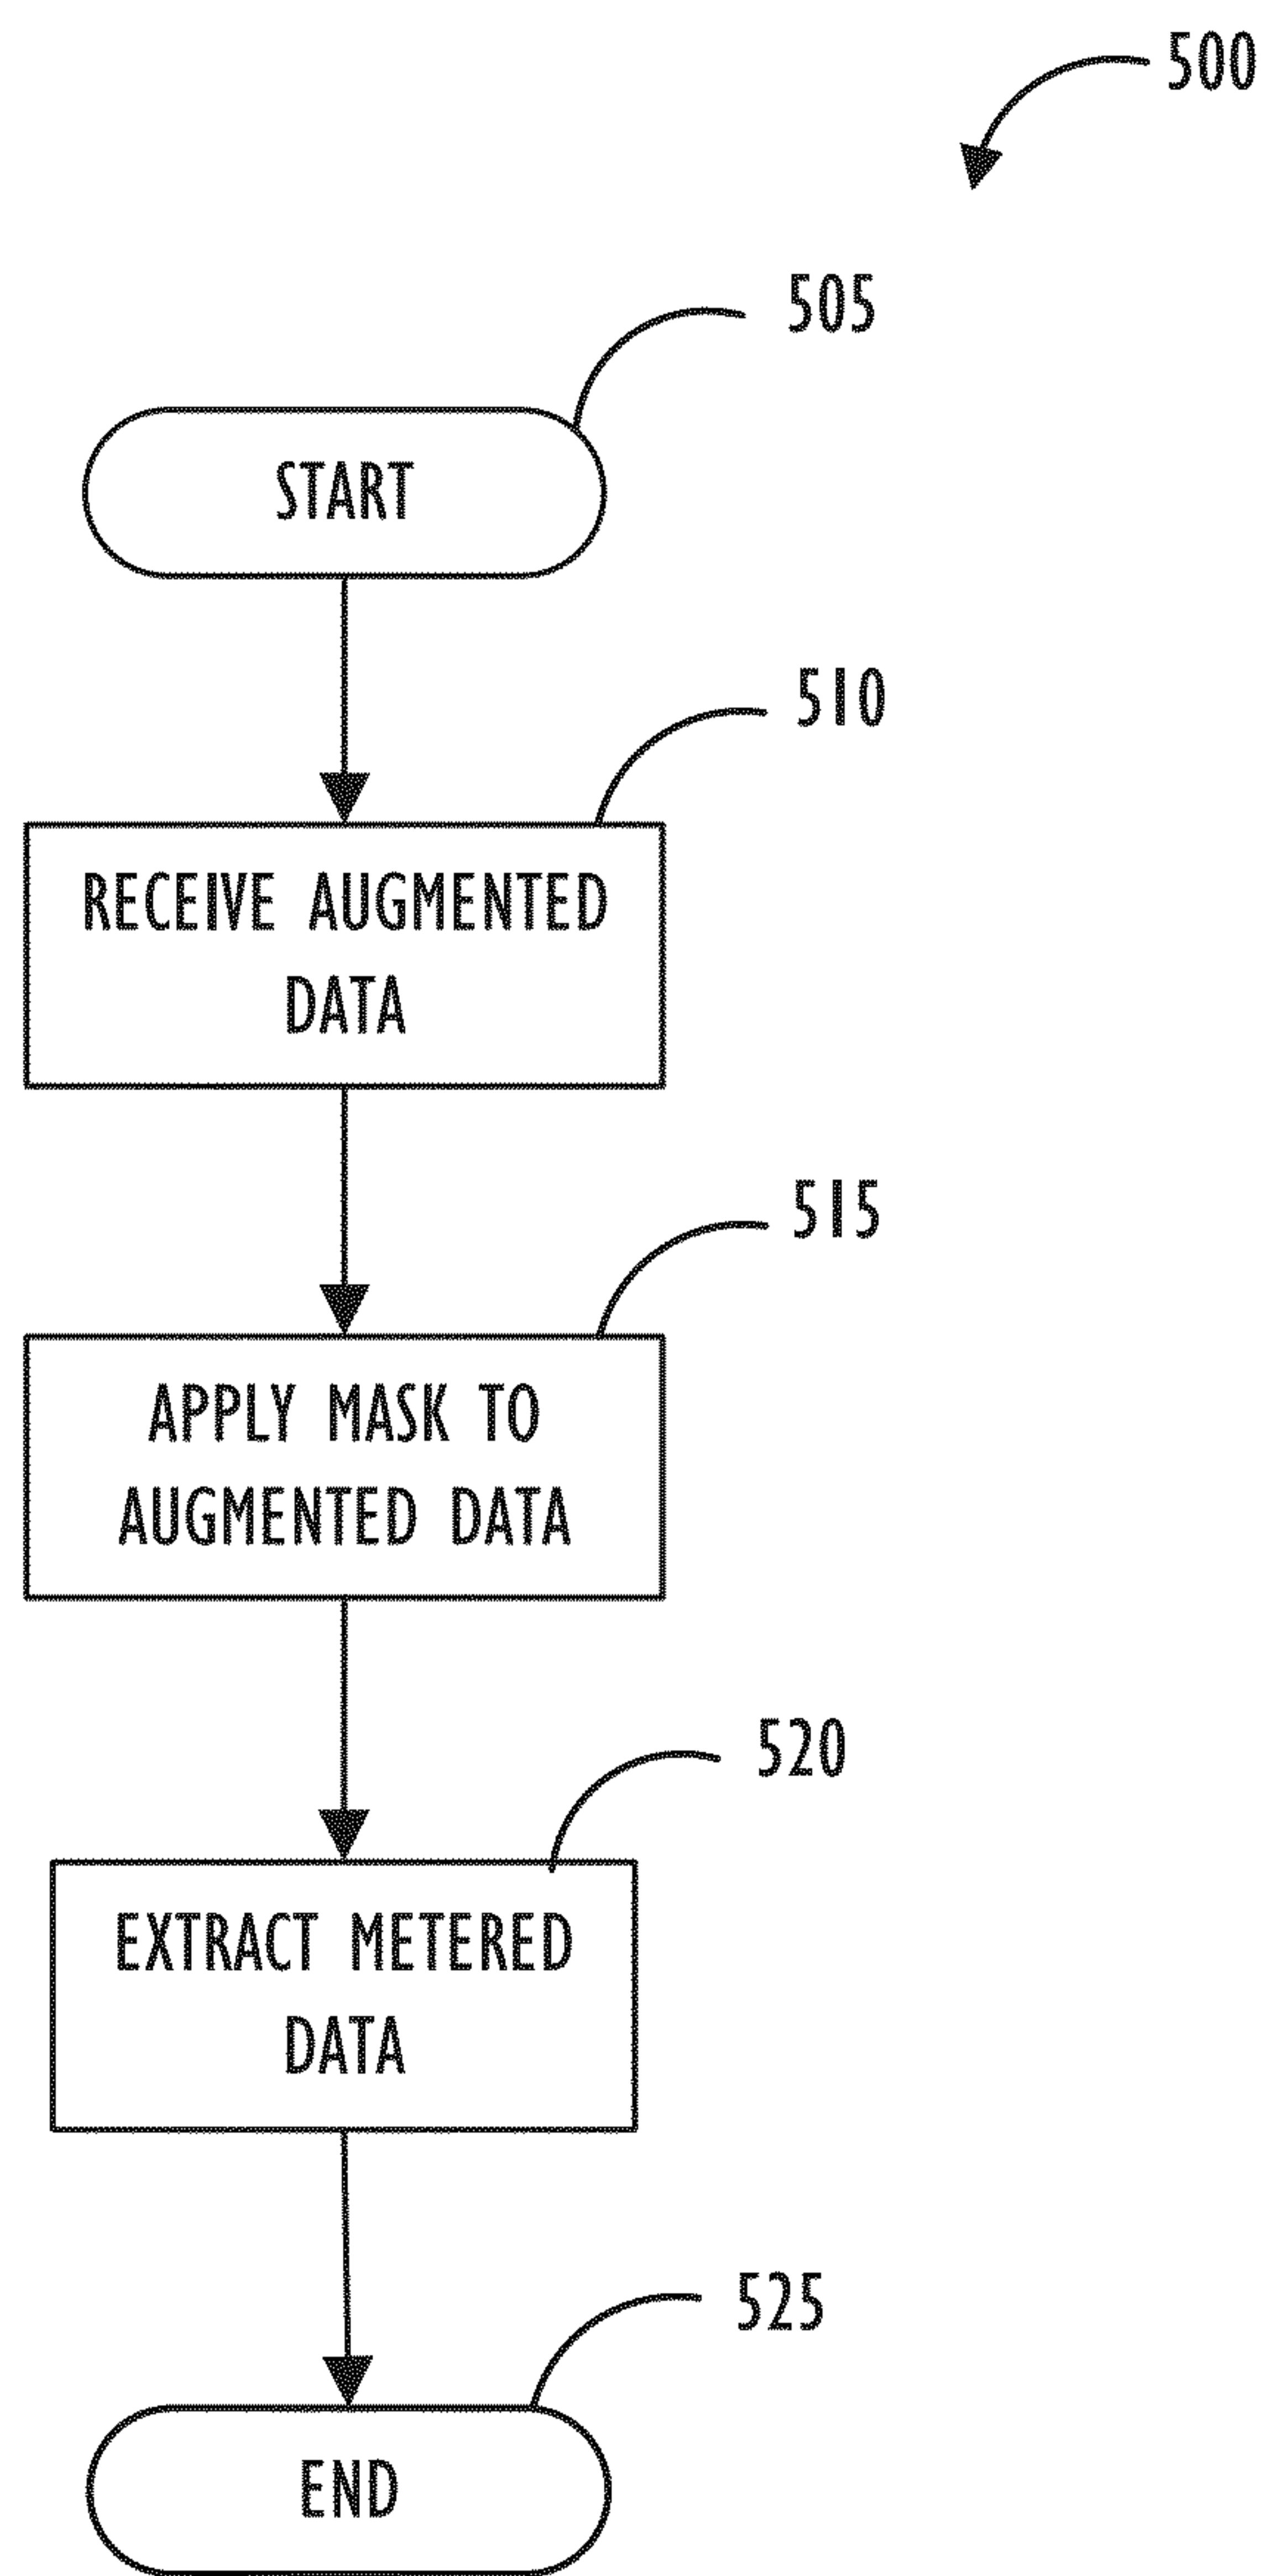 500
505
START
510
RECEIVE AUGMENTED
DATA
515
APPLY MASK TO
AUGMENTED DATA
520
EXTRACT METERED
DATA
525
END